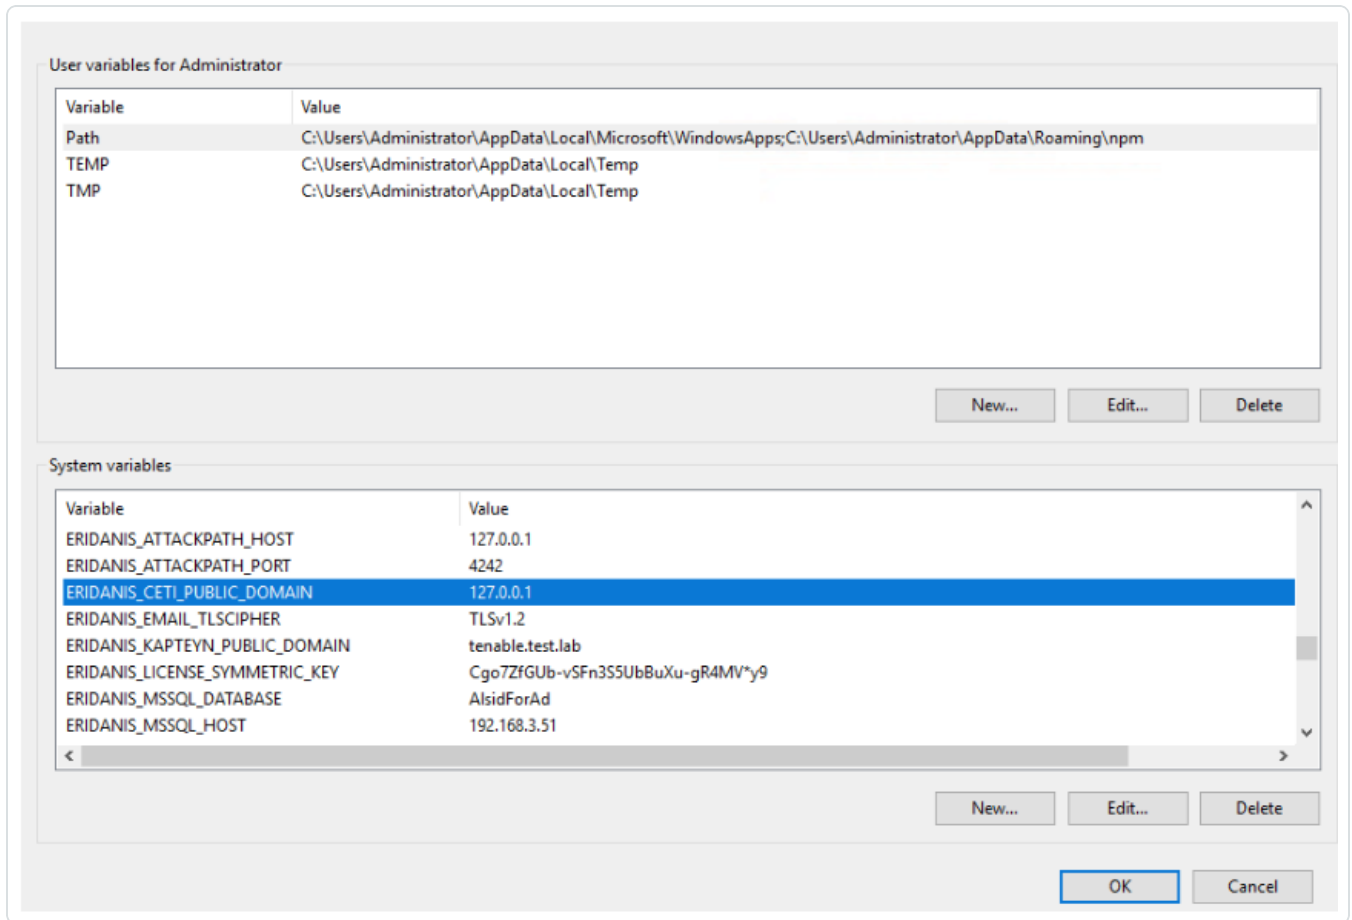 User variables for Administrator
Variable Value
Path C:\Users\Administrator\AppData\Local\Microsoft\WindowsApps;C:\Users\Administrator\AppData\Roaming\npm
TEMP C:\Users\Administrator\AppData\Local\Temp
TMP C:\Users\Administrator\AppData\Local\Temp
New... Edit... Delete
System variables
Variable Value
ERIDANIS_ATTACKPATH_HOST 127.0.0.1
ERIDANIS_ATTACKPATH_PORT 4242
ERIDANIS_CETI_PUBLIC_DOMAIN 127.0.0.1
ERIDANIS_EMAIL_TLSCIPHER TLSv1.2
ERIDANIS_KAPTEYN_PUBLIC_DOMAIN tenable.test.lab
ERIDANIS_LICENSE_SYMMETRIC_KEY Cgo7ZfGUb-vSFn3S5UbBuXu-gR4MV*y9
ERIDANIS_MSSQL_DATABASE AlsidForAd
ERIDANIS_MSSQL_HOST 192.168.3.51
New... Edit... Delete
OK Cancel